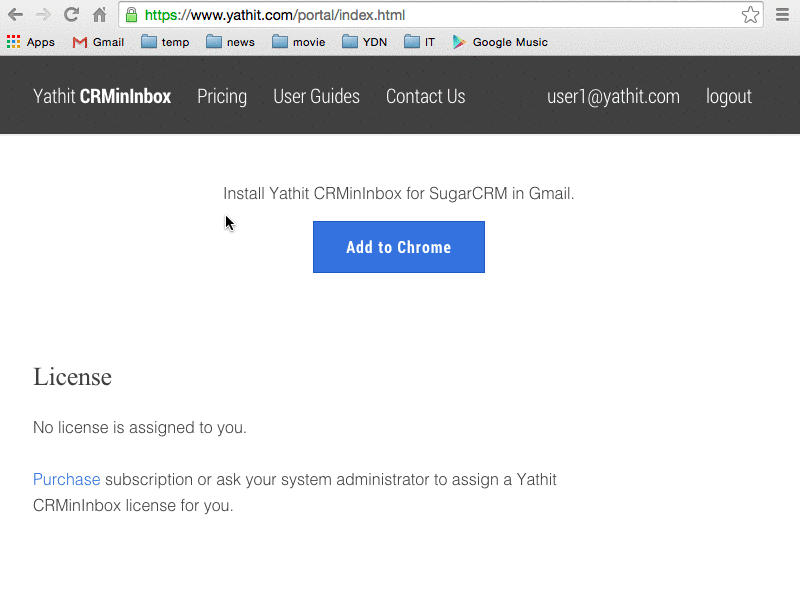 https://www.yathit.com/portal/index.html
Apps Gmail temp news movie YDN IT Google Music
Yathit CRMinInbox Pricing User Guides Contact Us user1@yathit.com logout
Install Yathit CRMinInbox for SugarCRM in Gmail.
Add to Chrome
License
No license is assigned to you.
Purchase subscription or ask your system administrator to assign a Yathit
CRMinInbox license for you.